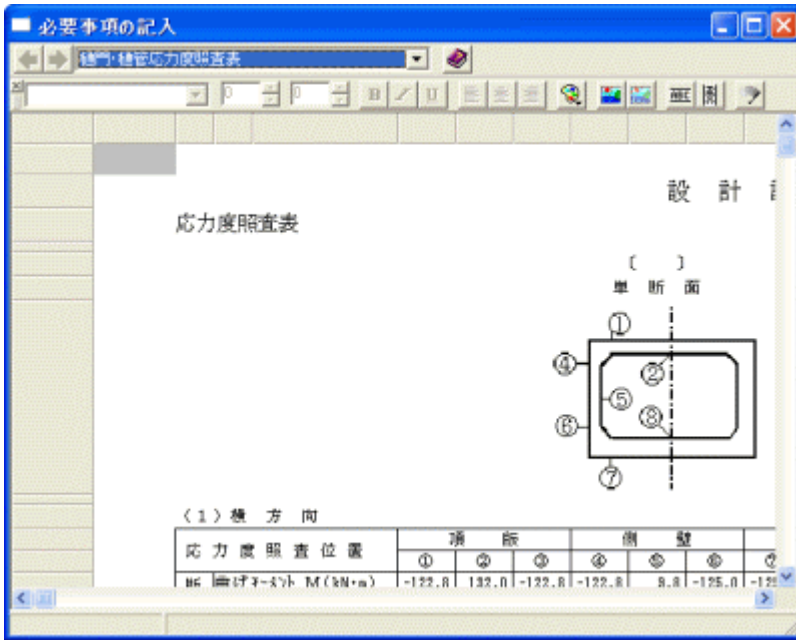 必要事項の記入
樋門・樋管応力度照査表
0 0 B I U ABC
設 計
応力度照査表
〔 〕
単 断 面
①
④
②
⑤
⑥
⑧
⑦
(1)横 方 向
応 力 度 照 査 位 置 頂 版 側 壁
① ② ③ ④ ⑤ ⑥
断 曲げモーメント M(kN・m) -122.8 132.0 -122.8 -122.8 9.8 -125.0